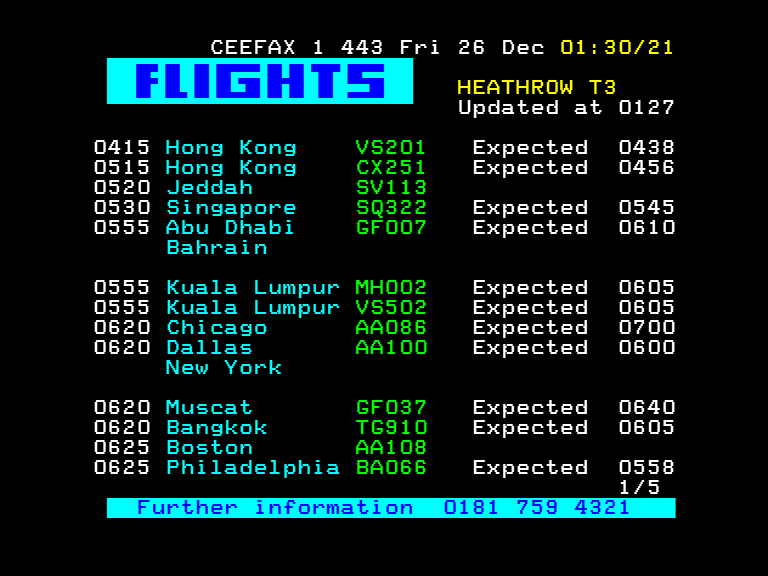 CEEFAX 1 443 Fri 26 Dec 01:30/21
FLIGHTS
HEATHROW T3
Updated at 0127
0415 Hong Kong VS201 Expected 0438
0515 Hong Kong CX251 Expected 0456
0520 Jeddah SV113
0530 Singapore SQ322 Expected 0545
0555 Abu Dhabi GF007 Expected 0610
Bahrain
0555 Kuala Lumpur MH002 Expected 0605
0555 Kuala Lumpur VS502 Expected 0605
0620 Chicago AA086 Expected 0700
0620 Dallas AA100 Expected 0600
New York
0620 Muscat GF037 Expected 0640
0620 Bangkok TG910 Expected 0605
0625 Boston AA108
0625 Philadelphia BA066 Expected 0558
1/5
Further information 0181 759 4321